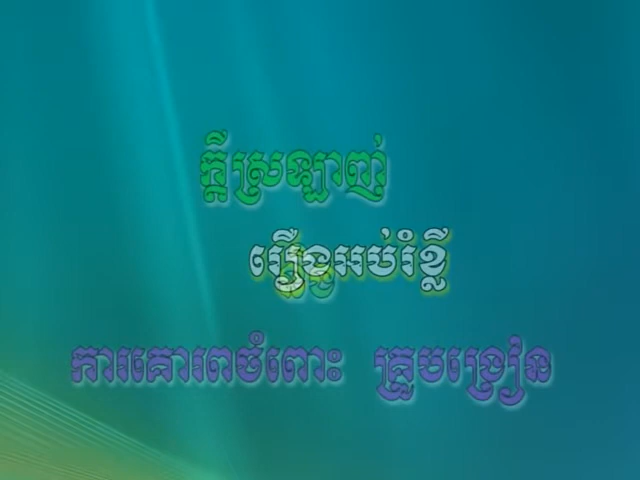 ក្តីស្រឡាញ់
រឿងអប់រំខ្លី
ការគោរពចំពោះ គ្រូបង្រៀន